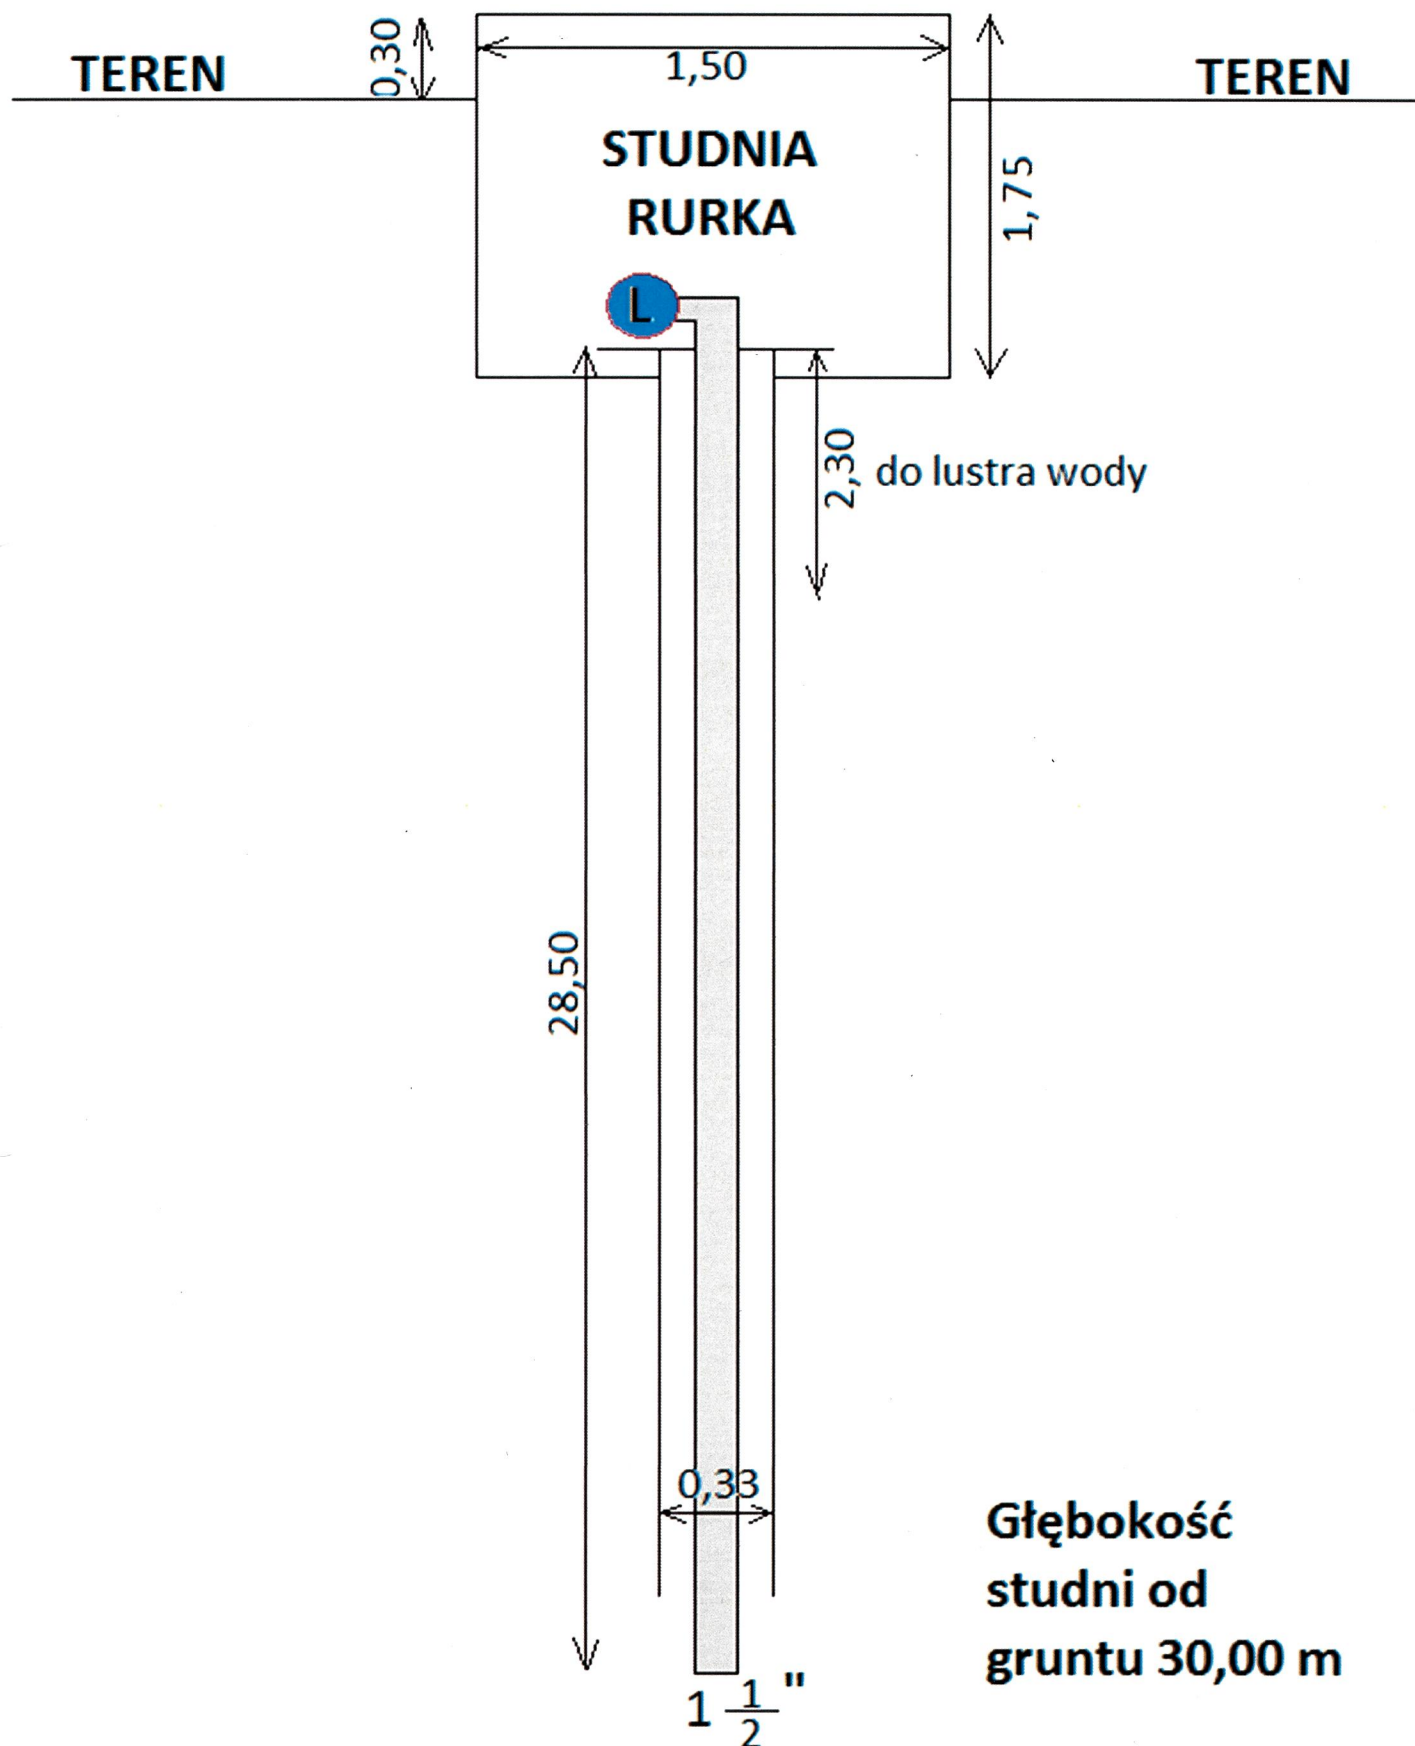 0,30
TEREN
1,50
TEREN
STUDNIA
RURKA
1,75
L
2,30
do lustra wody
28,50
0,33
Głębokość
studni od
gruntu 30,00 m
1 1/2 "